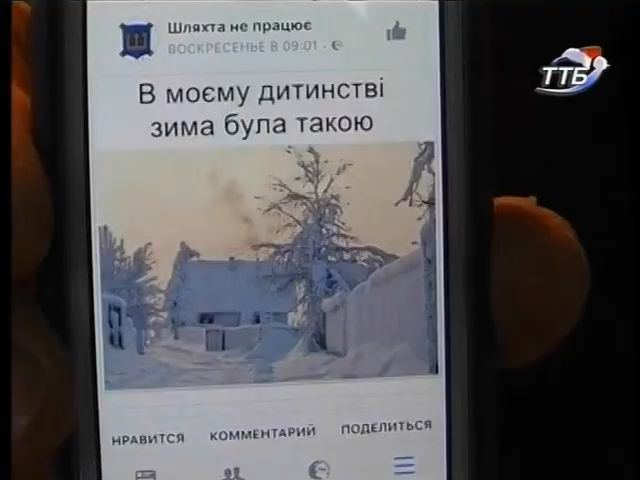 Шляхта не працює
ВОСКРЕСЕНЬЕ В 09:01 -
ТТБ
В моєму дитинстві
зима була такою
НРАВИТСЯ
КОММЕНТАРИЙ
ПОДЕЛИТЬСЯ